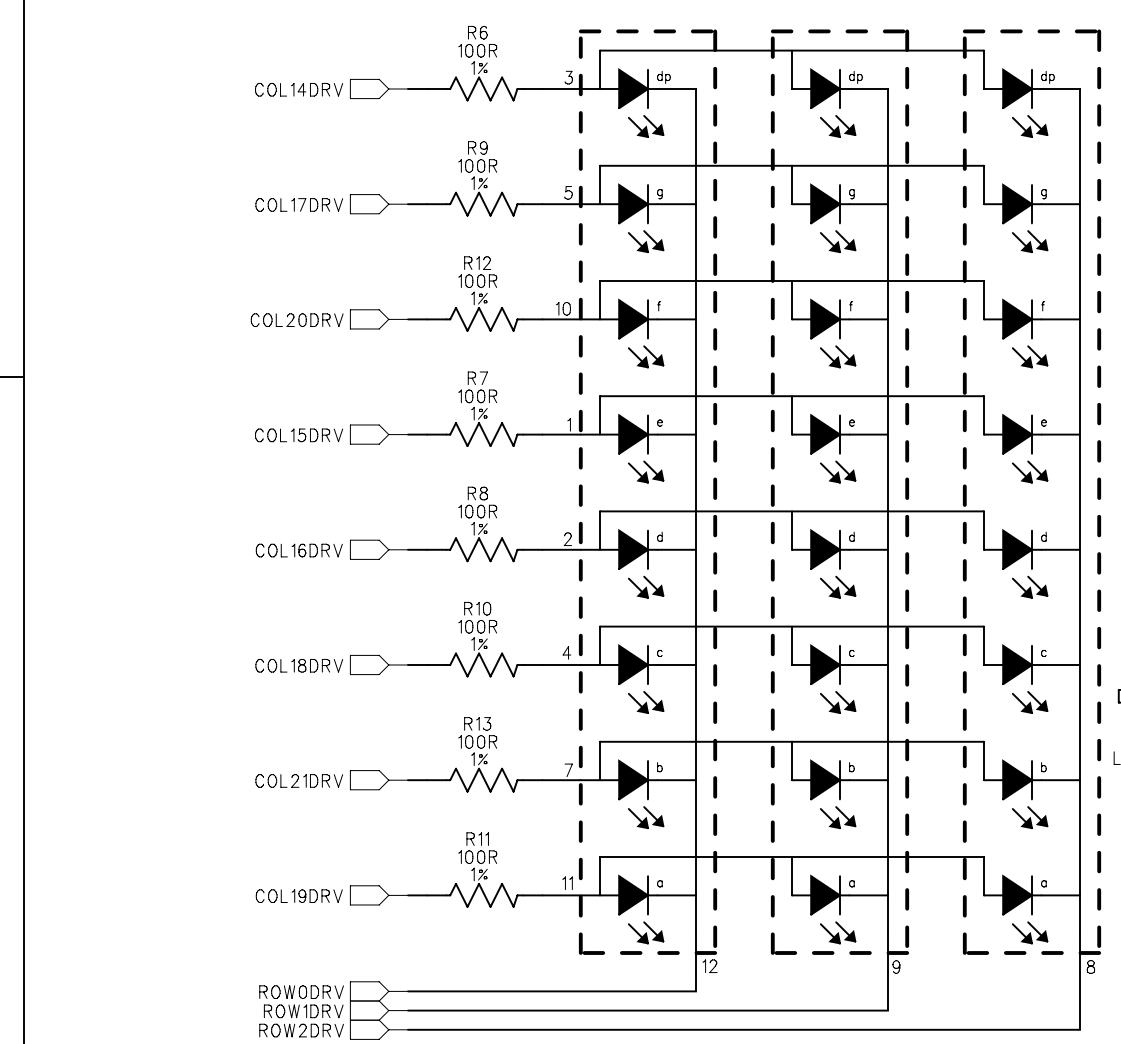 R6
100R
1%
COL14DRV
3
dp
dp
dp
R9
100R
1%
COL17DRV
5
g
g
g
R12
100R
1%
COL20DRV
10
f
f
f
R7
100R
1%
COL15DRV
1
e
e
e
R8
100R
1%
COL16DRV
2
d
d
d
R10
100R
1%
COL18DRV
4
c
c
c
R13
100R
1%
COL21DRV
7
b
b
b
L
R11
100R
1%
COL19DRV
11
a
a
a
12
9
8
ROW0DRV
ROW1DRV
ROW2DRV